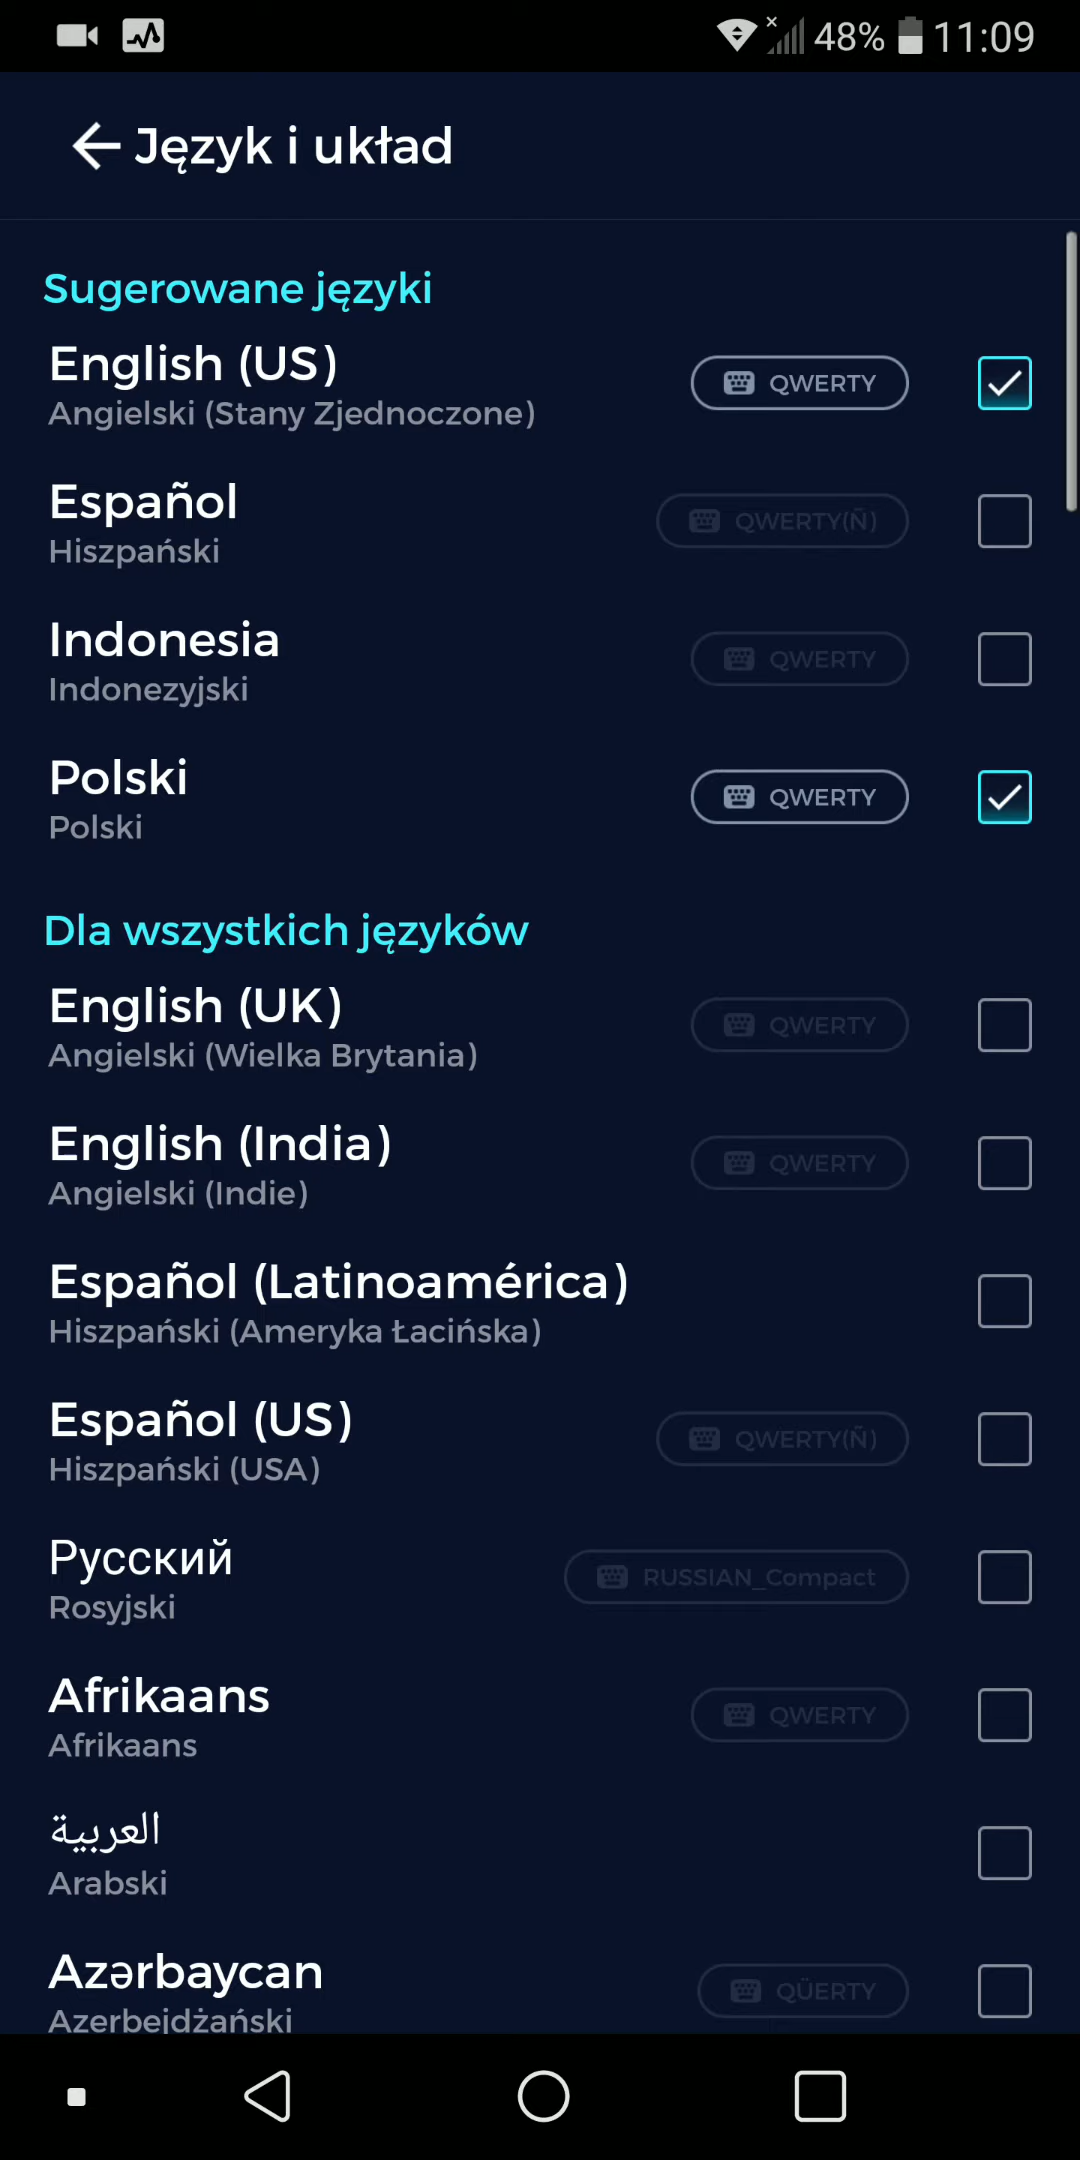 48% 11:09
Język i układ
Sugerowane języki
English (US)
QWERTY
Angielski (Stany Zjednoczone)
Español
QWERTY(Ñ)
Hiszpański
Indonesia
QWERTY
Indonezyjski
Polski
QWERTY
Polski
Dla wszystkich języków
English (UK)
QWERTY
Angielski (Wielka Brytania)
English (India)
QWERTY
Angielski (Indie)
Español (Latinoamérica)
Hiszpański (Ameryka Łacińska)
Español (US)
QWERTY(Ñ)
Hiszpański (USA)
Русский
RUSSIAN_Compact
Rosyjski
Afrikaans
QWERTY
Afrikaans
العربية
Arabski
Azərbaycan
QÜERTY
Azerbejdżański